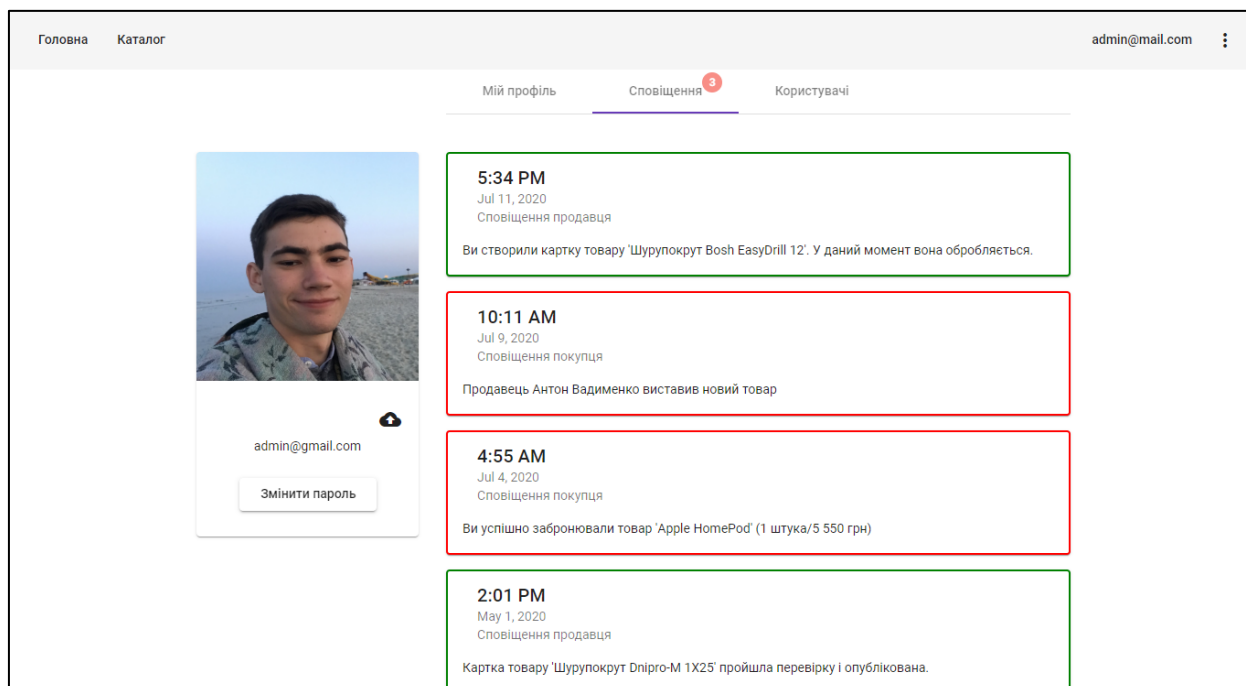 Головна Каталог admin@mail.com
Мій профіль Сповіщення 3 Користувачі
5:34 PM
Jul 11, 2020
Сповіщення продавця
Ви створили картку товару 'Шурупокрут Bosh EasyDrill 12'. У даний момент вона обробляється.
10:11 AM
Jul 9, 2020
Сповіщення покупця
Продавець Антон Вадименко виставив новий товар
admin@gmail.com
Змінити пароль
4:55 AM
Jul 4, 2020
Сповіщення покупця
Ви успішно забронювали товар 'Apple HomePod' (1 штука/5 550 грн)
2:01 PM
May 1, 2020
Сповіщення продавця
Картка товару 'Шурупокрут Dnipro-M 1X25' пройшла перевірку і опублікована.